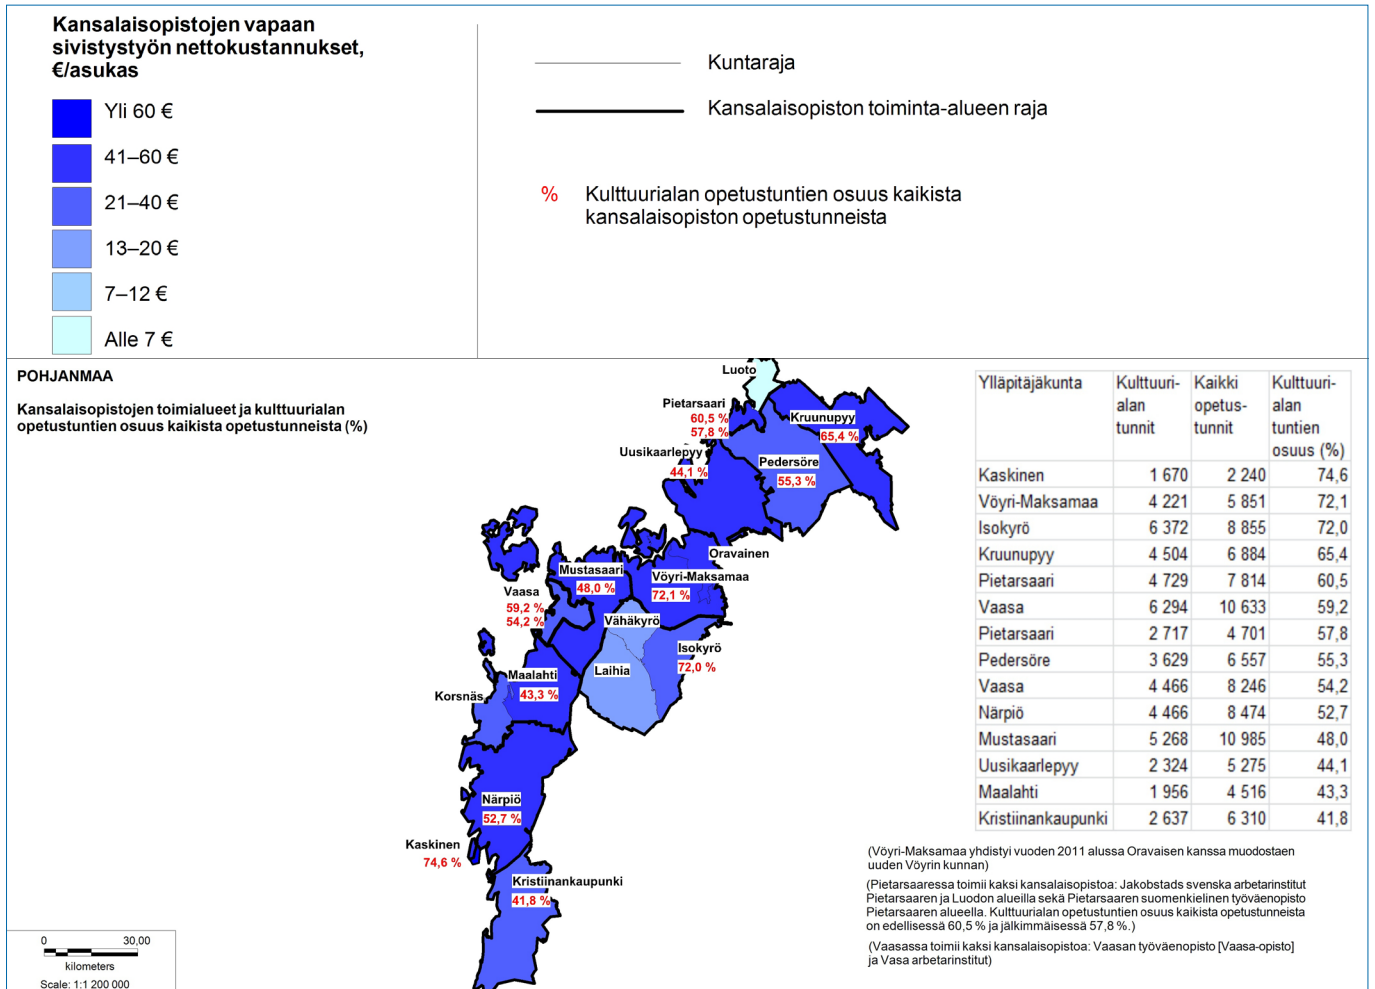 Kansalaisopistojen vapaan
sivistystyön nettokustannukset,
€/asukas
Yli 60 €
41–60 €
21–40 €
13–20 €
7–12 €
Alle 7 €
Kuntaraja
Kansalaisopiston toiminta-alueen raja
% Kulttuurialan opetustuntien osuus kaikista
kansalaisopiston opetustunneista
POHJANMAA
Kansalaisopistojen toimialueet ja kulttuurialan
opetustuntien osuus kaikista opetustunneista (%)
Luoto
Pietarsaari
60,5 %
57,8 %
Kruunupyy
65,4 %
Uusikaarlepyy
44,1 %
Pedersöre
55,3 %
Oravainen
Mustasaari
48,0 %
Vöyri-Maksamaa
72,1 %
Vaasa
59,2 %
54,2 %
Vähäkyrö
Isokyrö
72,0 %
Laihia
Maalahti
43,3 %
Korsnäs
Närpiö
52,7 %
Kaskinen
74,6 %
Kristiinankaupunki
41,8 %
0 30,00
kilometers
Scale: 1:1 200 000
Ylläpitäjäkunta Kulttuuri- Kaikki Kulttuuri-
alan opetus- alan
tunnit tunnit tuntien
osuus (%)
Kaskinen 1 670 2 240 74,6
Vöyri-Maksamaa 4 221 5 851 72,1
Isokyrö 6 372 8 855 72,0
Kruunupyy 4 504 6 884 65,4
Pietarsaari 4 729 7 814 60,5
Vaasa 6 294 10 633 59,2
Pietarsaari 2 717 4 701 57,8
Pedersöre 3 629 6 557 55,3
Vaasa 4 466 8 246 54,2
Närpiö 4 466 8 474 52,7
Mustasaari 5 268 10 985 48,0
Uusikaarlepyy 2 324 5 275 44,1
Maalahti 1 956 4 516 43,3
Kristiinankaupunki 2 637 6 310 41,8
(Vöyri-Maksamaa yhdistyi vuoden 2011 alussa Oravaisen kanssa muodostaen
uuden Vöyrin kunnan)
(Pietarsaaressa toimii kaksi kansalaisopistoa: Jakobstads svenska arbetarinstitut
Pietarsaaren ja Luodon alueilla sekä Pietarsaaren suomenkielinen työväenopisto
Pietarsaaren alueella. Kulttuurialan opetustuntien osuus kaikista opetustunneista
on edellisessä 60,5 % ja jälkimmäisessä 57,8 %.)
(Vaasassa toimii kaksi kansalaisopistoa: Vaasan työväenopisto [Vaasa-opisto]
ja Vasa arbetarinstitut)